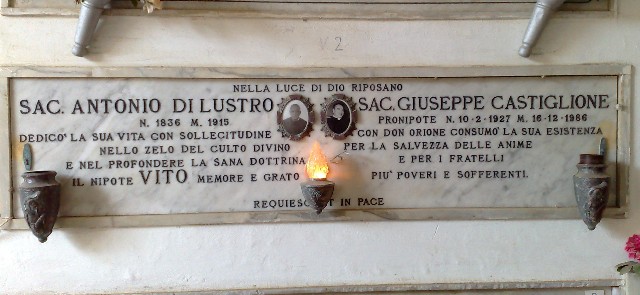 V2
NELLA LUCE DI DIO RIPOSANO
SAC. ANTONIO DI LUSTRO
N. 1836 M. 1915.
DEDICO' LA SUA VITA CON SOLLECITUDINE
NELLO ZELO DEL CULTO DIVINO
E NEL PROFONDERE LA SANA DOTTRINA
IL NIPOTE VITO MEMORE E GRATO
SAC. GIUSEPPE CASTIGLIONE
PRONIPOTE N. 10-2-1927 M. 16-12-1986
CON DON ORIONE CONSUMO' LA SUA ESISTENZA
PER LA SALVEZZA DELLE ANIME
E PER I FRATELLI
PIU' POVERI E SOFFERENTI.
IN PACE